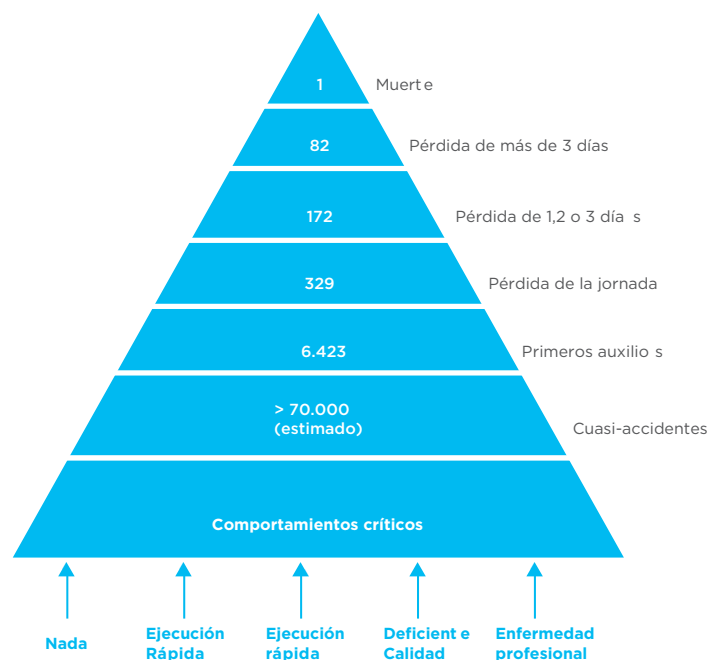 1
Muerte
82
Pérdida de más de 3 días
172
Pérdida de 1,2 o 3 día s
329
Pérdida de la jornada
6.423
Primeros auxilio s
> 70.000
(estimado)
Cuasi-accidentes
Comportamientos críticos
Nada
Ejecución
Rápida
Ejecución
rápida
Deficient e
Calidad
Enfermedad
profesional